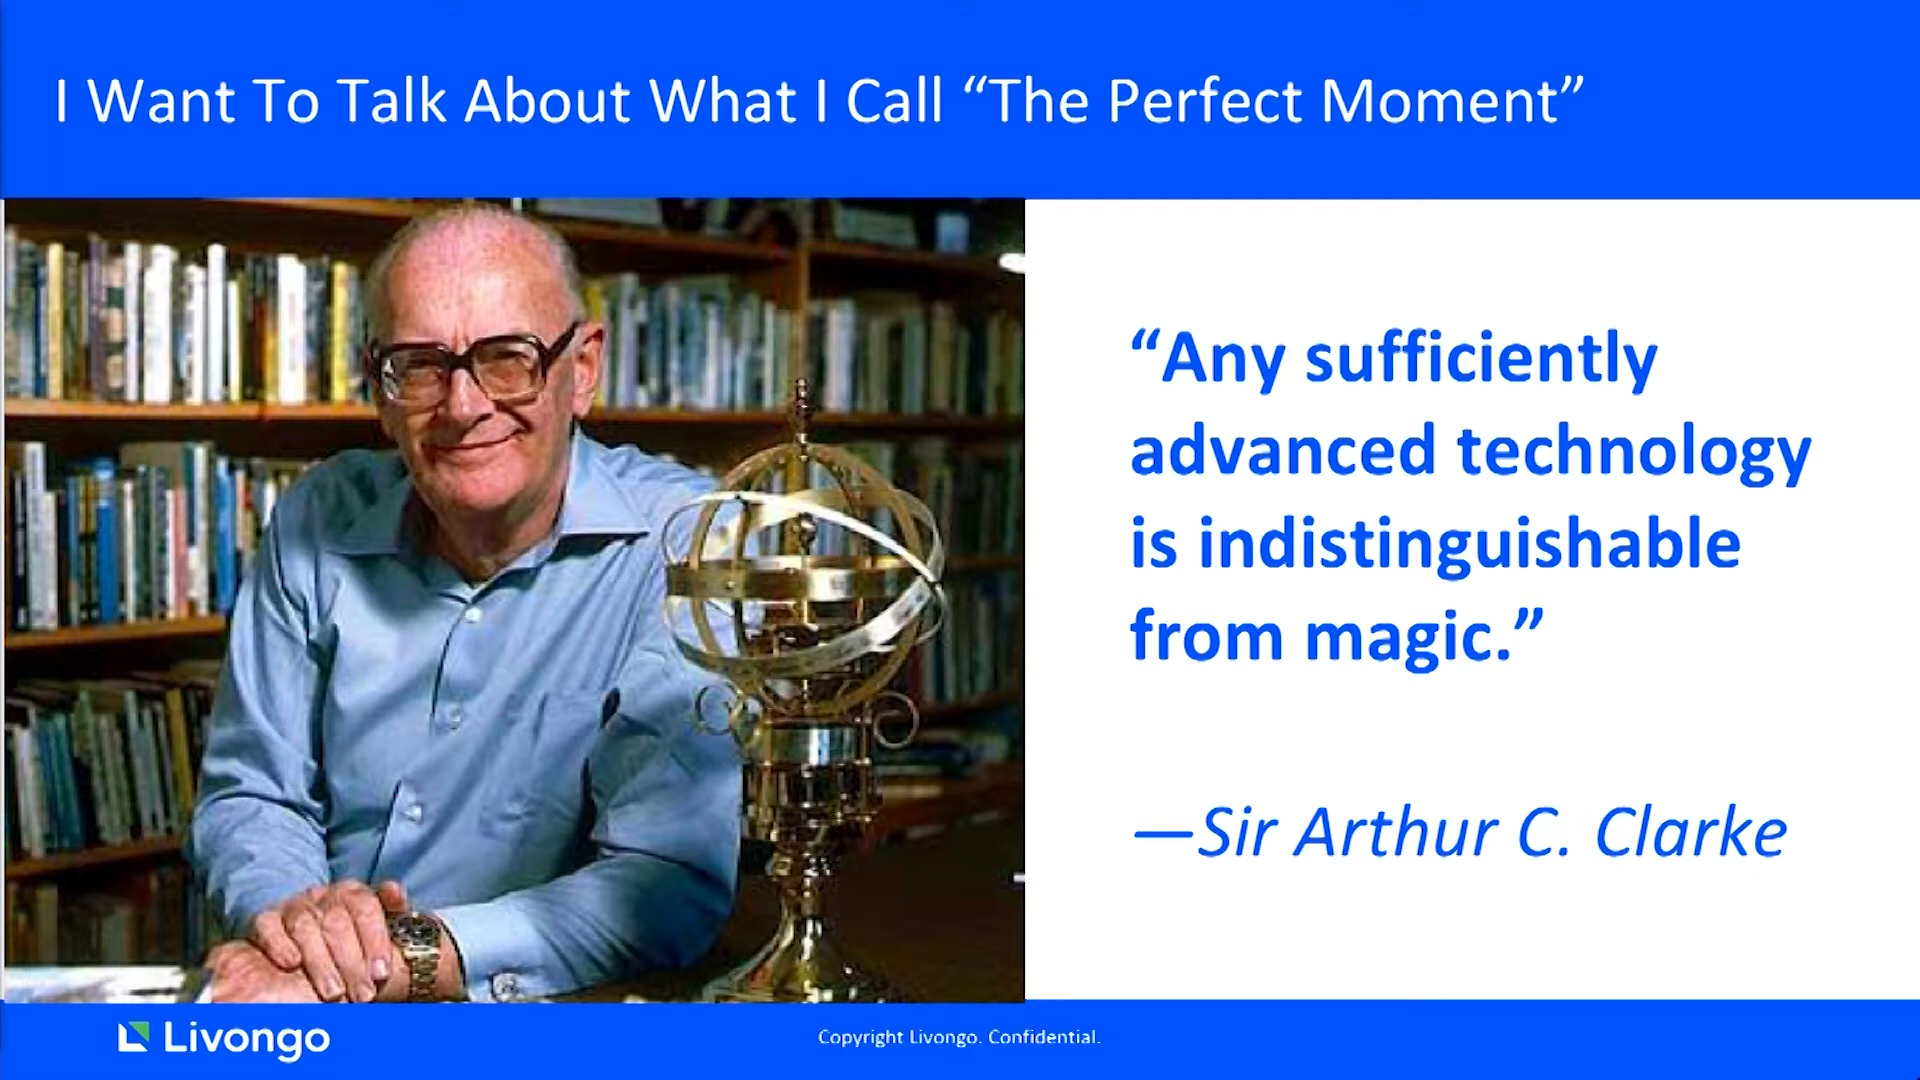 I Want To Talk About What I Call “The Perfect Moment”
“Any sufficiently
advanced technology
is indistinguishable
from magic.”
—Sir Arthur C. Clarke
Livongo
Copyright Livongo. Confidential.